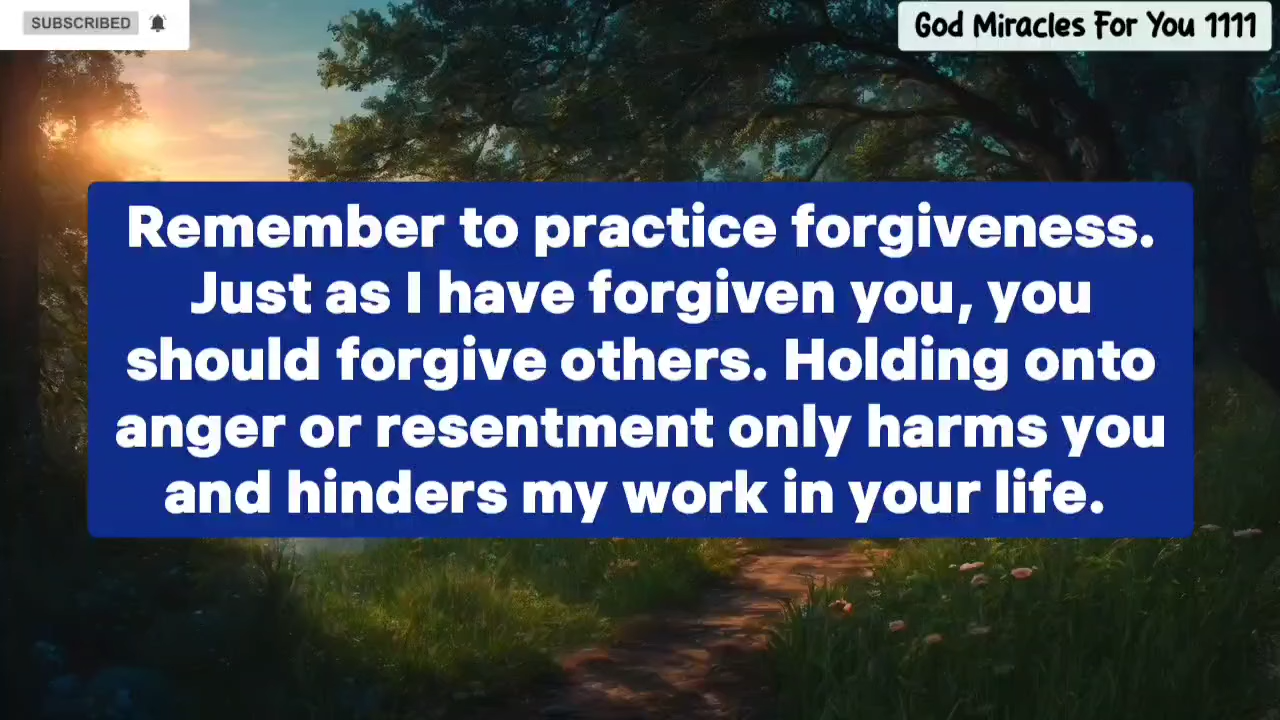 SUBSCRIBED
God Miracles For You 1111
Remember to practice forgiveness.
Just as I have forgiven you, you
should forgive others. Holding onto
anger or resentment only harms you
and hinders my work in your life.